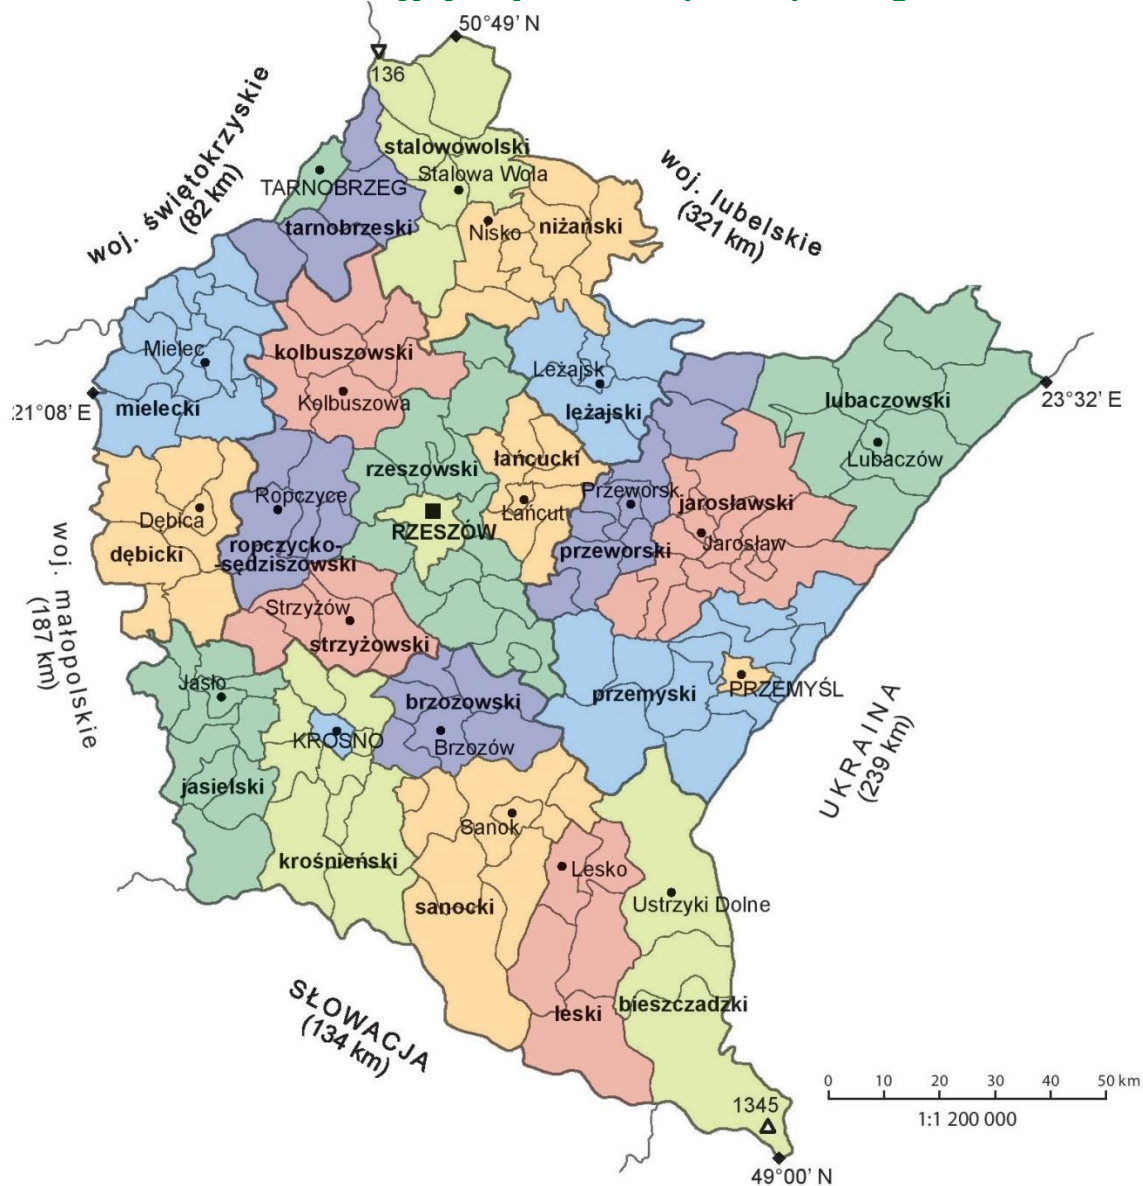 50°49' N
136
woj. świętokrzyskie
(82 km)
stalowowolski
Stalowa Wola
TARNOBRZEG
tarnobrzeski
Nisko
niżański
woj. lubelskie
(321 km)
Mielec
mielecki
kolbuszowski
Kolbuszowa
Leżajsk
leżajski
21°08' E
23°32' E
lubaczowski
Lubaczów
rzeszowski
RZESZÓW
łańcucki
Łańcut
Przeworsk
przeworski
jarosławski
Jarosław
Ropczyce
ropczycko-
-sędziszowski
Dębica
dębicki
woj. małopolskie
(187 km)
Strzyżów
strzyżowski
Jasło
jasielski
KROSNO
krośnieński
brzozowski
Brzozów
przemyski
PRZEMYŚL
UKRAINA
(239 km)
Sanok
sanocki
Lesko
leski
Ustrzyki Dolne
bieszczadzki
SŁOWACJA
(134 km)
1345
49°00' N
0 10 20 30 40 50 km
1:1 200 000